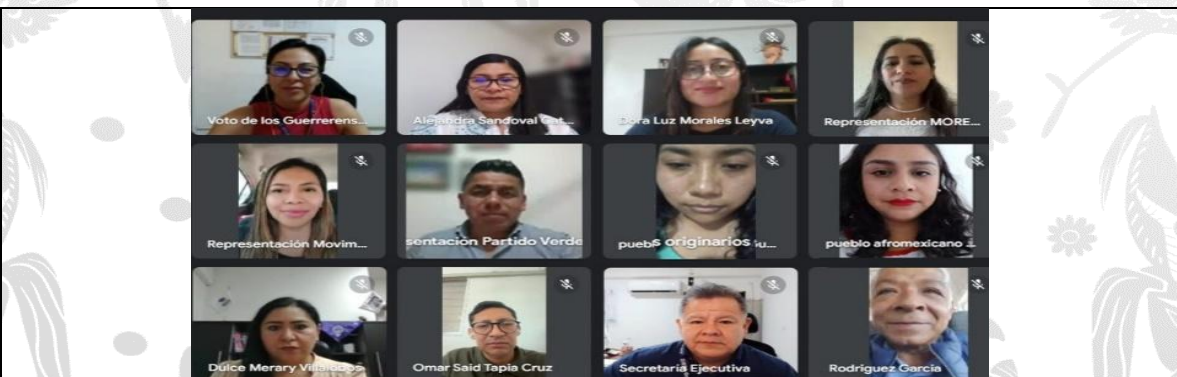 Voto de los Guerrerens...
Alejandra Sandoval Cat...
Dora Luz Morales Leyva
Representación MORE...
Representación Movim...
sentación Partido Verde
pueblos originarios
pueblo afromexicano ...
Dulce Merary Villalobos
Omar Said Tapia Cruz
Secretaría Ejecutiva
Rodríguez García